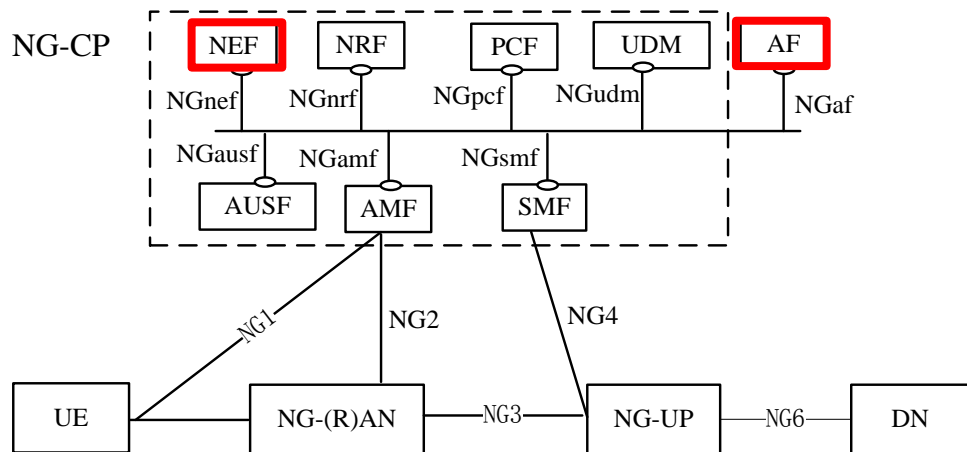 NG-CP
NEF
NRF
PCF
UDM
AF
NGnef
NGnrf
NGpcf
NGudm
NGaf
NGausf
NGamf
NGsmf
AUSF
AMF
SMF
NG1
NG2
NG4
UE
NG-(R)AN
NG3
NG-UP
NG6
DN